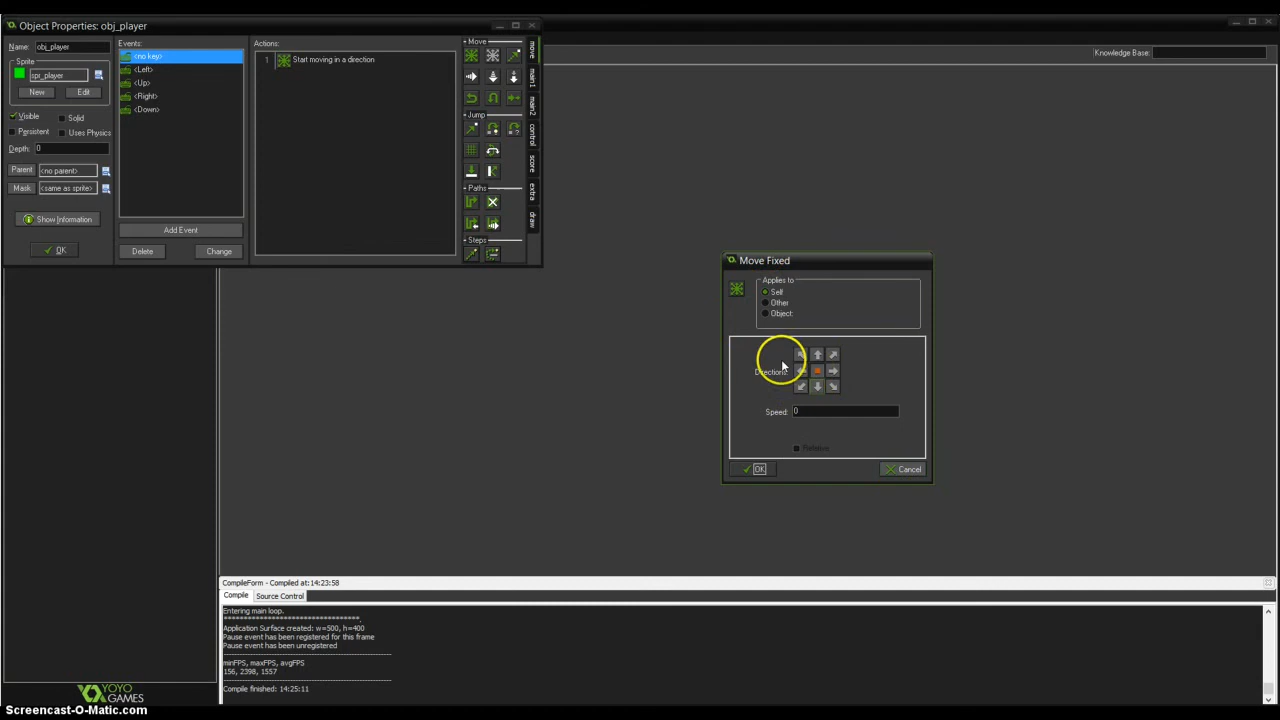 Object Properties: obj_player
Name: obj_player
Sprite
spr_player
New Edit
Visible Solid
Persistent Uses Physics
Depth: 0
Parent <no parent>
Mask <same as sprite>
Show Information
OK
Events:
<no key>
<Left>
<Up>
<Right>
<Down>
Add Event
Delete Change
Actions:
1 Start moving in a direction
Move
Jump
Paths
Steps
move
main1
main2
control
score
extra
draw
Knowledge Base:
Move Fixed
Applies to
Self
Other
Object:
Directions:
Speed: 0
Relative
OK Cancel
CompileForm - Compiled at:14:23:58
Compile Source Control
Entering main loop.
Application Surface created: w=500, h=400
Pause event has been registered for this frame
Pause event has been unregistered
minFPS, maxFPS, avgFPS
156, 2398, 1557
Compile finished: 14:25:11
YOYO
GAMES
Screencast-O-Matic.com